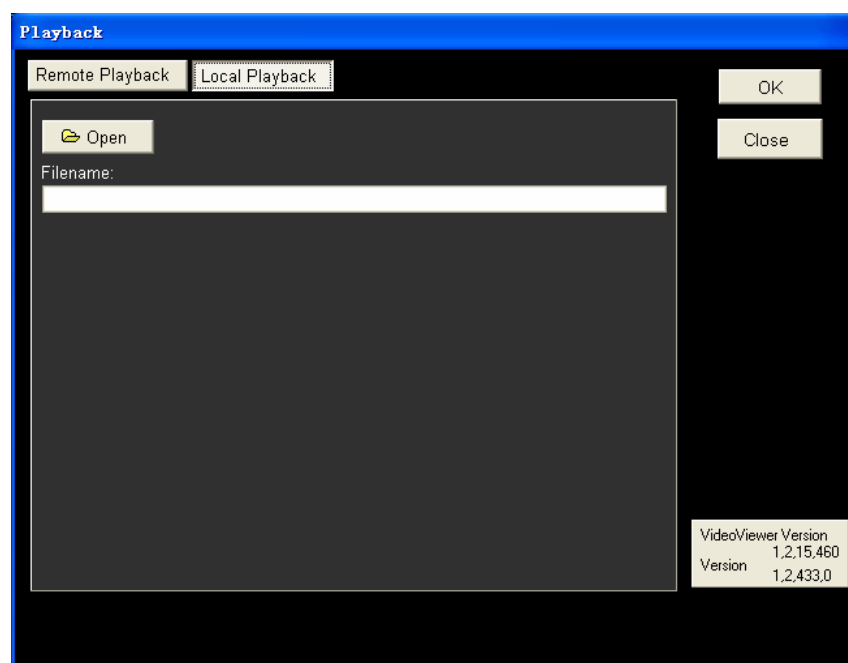 Playback
Remote Playback
Local Playback
OK
Open
Close
Filename:
VideoViewer Version
1,2,15,460
Version
1,2,433,0